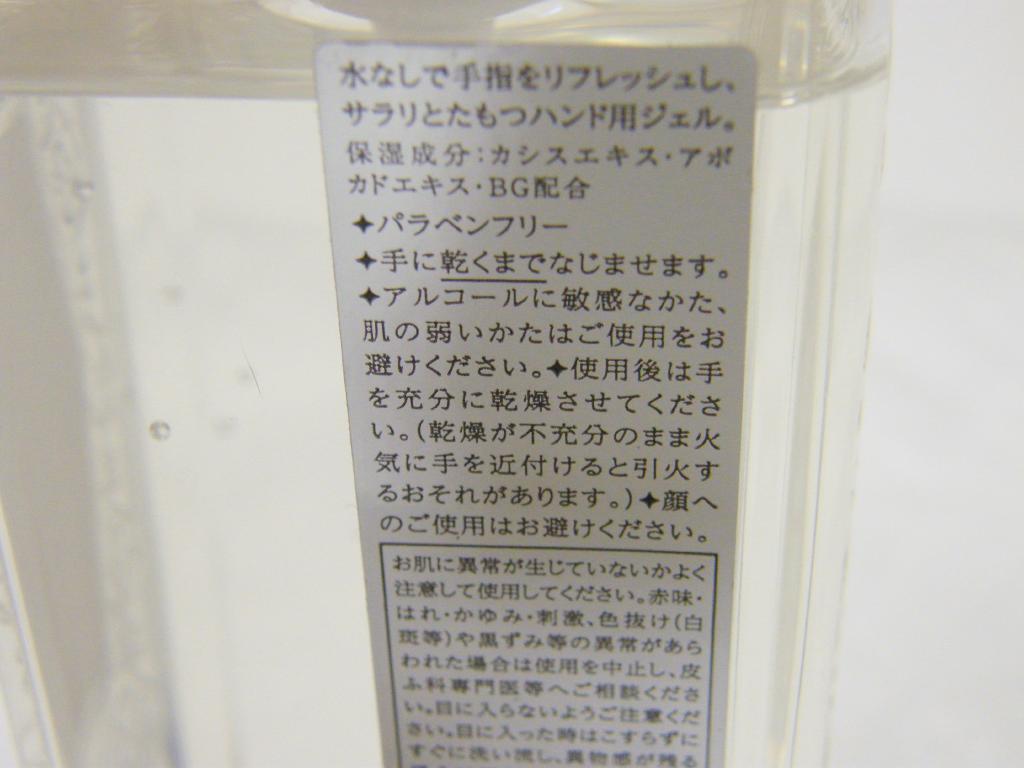 水なしで手指をリフレッシュし、
サラリとたもつハンド用ジェル。
保湿成分：カシスエキス・アボ
カドエキス・BG配合
✦パラベンフリー
✦手に乾くまでなじませます。
✦アルコールに敏感なかた、
肌の弱いかたはご使用をお
避けください。✦使用後は手
を充分に乾燥させてくださ
い。(乾燥が不充分のまま火
気に手を近付けると引火す
るおそれがあります。)✦顔へ
のご使用はお避けください。
お肌に異常が生じていないかよく
注意して使用してください。赤味・
はれ・かゆみ・刺激、色抜け(白
斑等)や黒ずみ等の異常があら
われた場合は使用を中止し、皮
ふ科専門医等へご相談くださ
い。目に入らないようご注意くだ
さい。目に入った時はこすらずに
すぐに洗い流し、異物感が残る